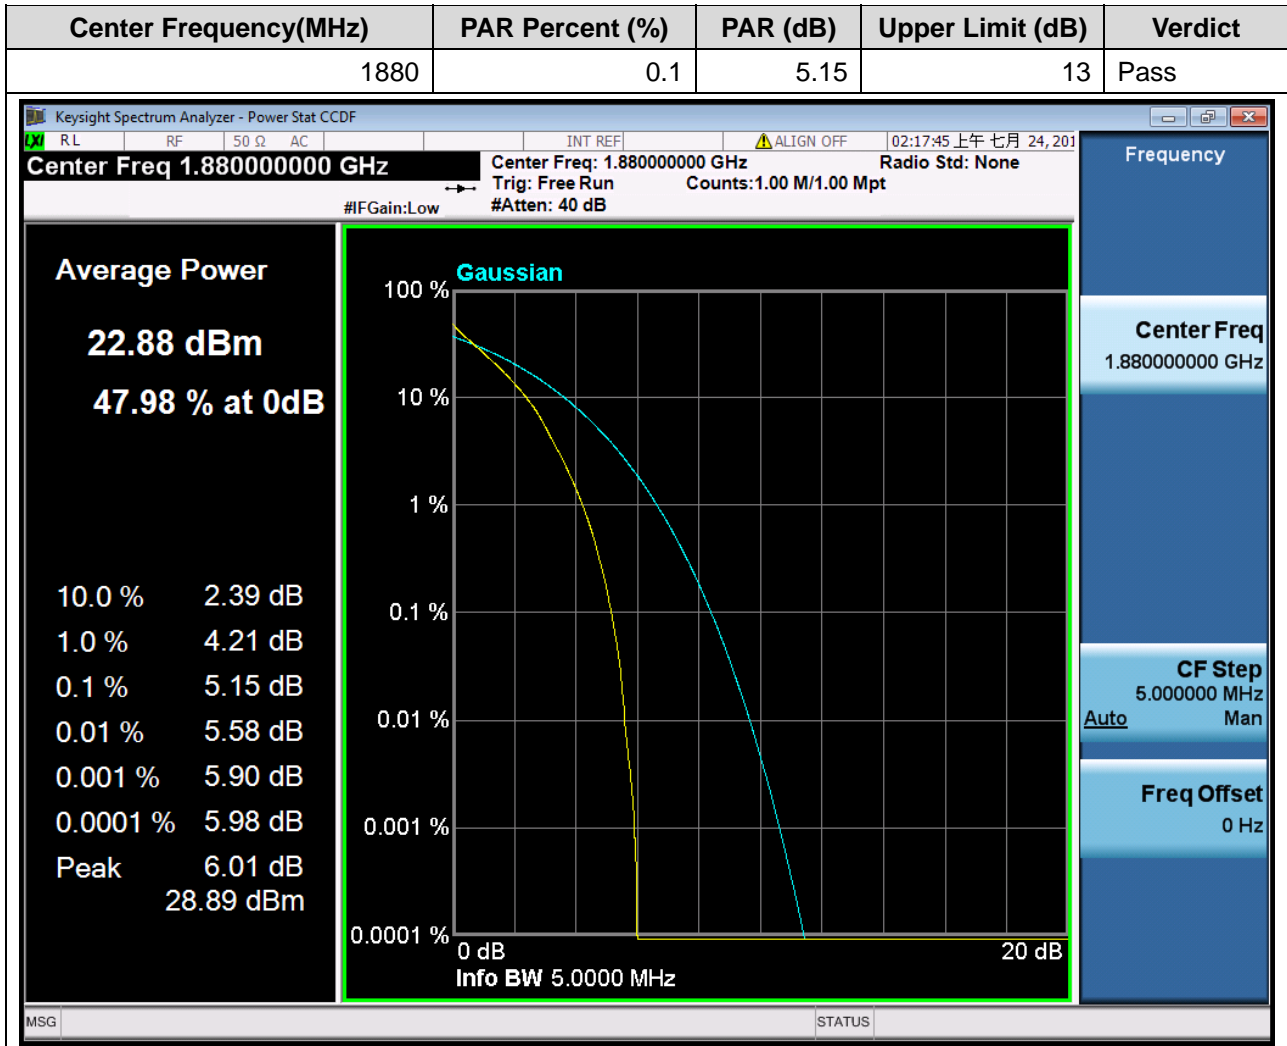 Center Frequency(MHz) PAR Percent (%) PAR (dB) Upper Limit (dB) Verdict
1880 0.1 5.15 13 Pass
Keysight Spectrum Analyzer - Power Stat CCDF
LXI RL RF 50 Ω AC INT REF ALIGN OFF 02:17:45 上午 七月 24, 201
Center Freq 1.880000000 GHz
Center Freq: 1.880000000 GHz Radio Std: None
Trig: Free Run Counts:1.00 M/1.00 Mpt
#IFGain:Low #Atten: 40 dB
Average Power
22.88 dBm
47.98 % at 0dB
10.0 % 2.39 dB
1.0 % 4.21 dB
0.1 % 5.15 dB
0.01 % 5.58 dB
0.001 % 5.90 dB
0.0001 % 5.98 dB
Peak 6.01 dB
28.89 dBm
Gaussian
100 %
10 %
1 %
0.1 %
0.01 %
0.001 %
0.0001 %
0 dB 20 dB
Info BW 5.0000 MHz
Frequency
Center Freq
1.880000000 GHz
CF Step
5.000000 MHz
Auto Man
Freq Offset
0 Hz
MSG STATUS